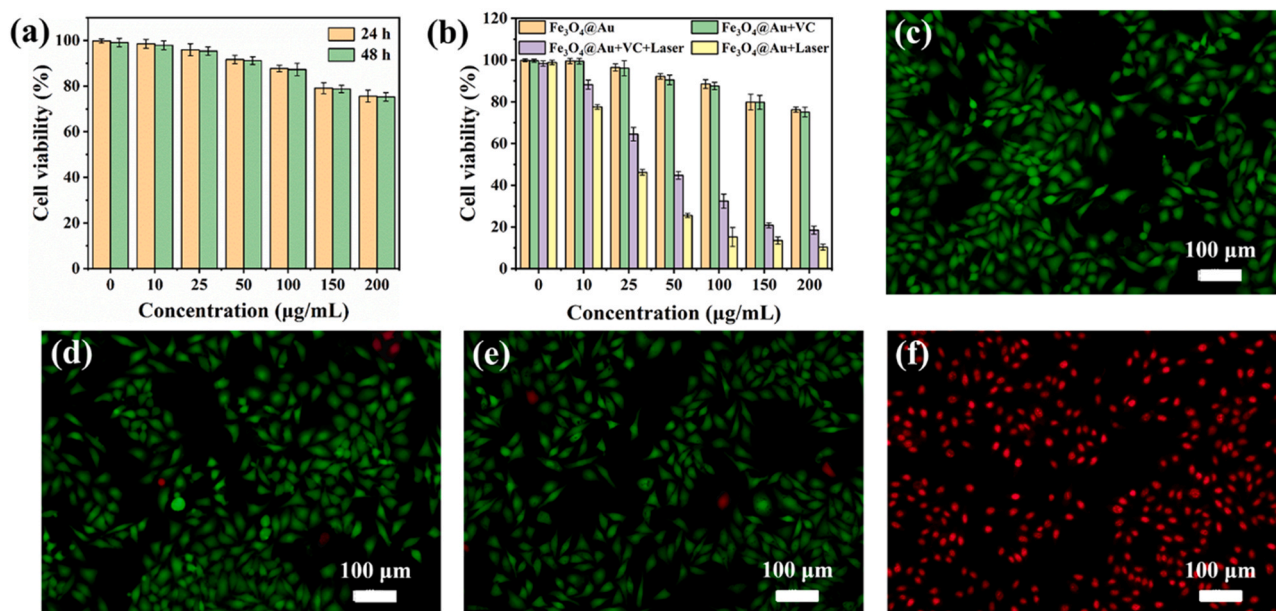 (a)
100
80
60
40
20
0
Cell viability (%)
24 h
48 h
0 10 25 50 100 150 200
Concentration (μg/mL)
(b)
120
100
80
60
40
20
0
Cell viability (%)
Fe₃O₄@Au Fe₃O₄@Au+VC
Fe₃O₄@Au+VC+Laser Fe₃O₄@Au+Laser
0 10 25 50 100 150 200
Concentration (μg/mL)
(c)
100 μm
(d)
100 μm
(e)
100 μm
(f)
100 μm